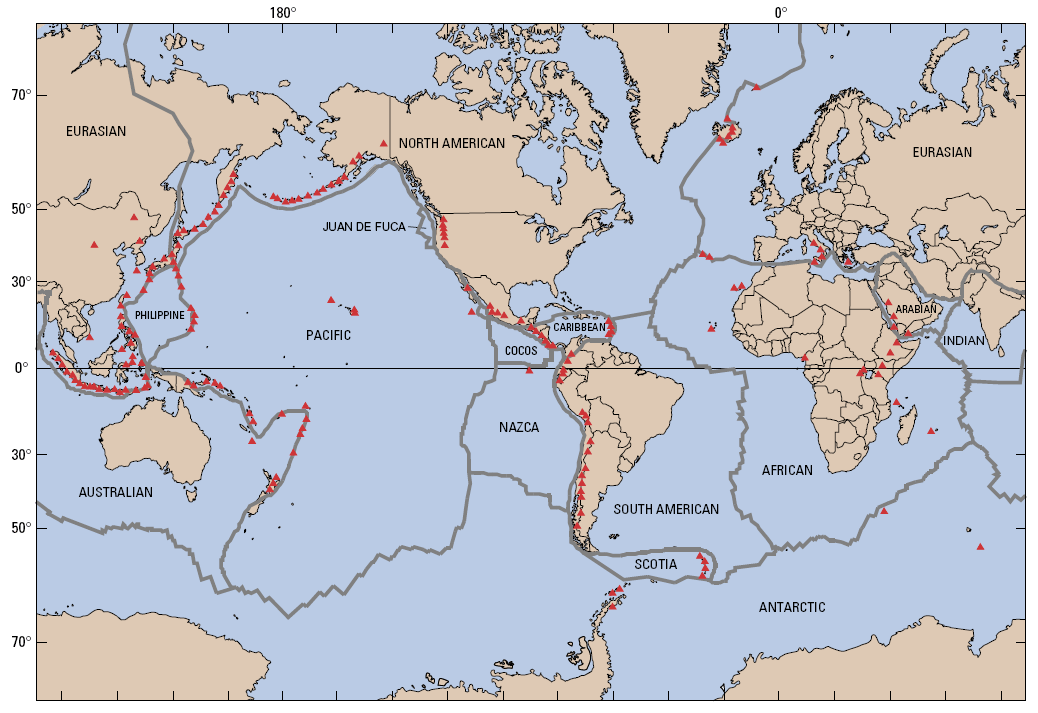 180°
0°
70°
EURASIAN
NORTH AMERICAN
EURASIAN
50°
JUAN DE FUCA
30°
PHILIPPINE
PACIFIC
COCOS
CARIBBEAN
ARABIAN
INDIAN
0°
NAZCA
30°
AUSTRALIAN
AFRICAN
SOUTH AMERICAN
50°
SCOTIA
ANTARCTIC
70°